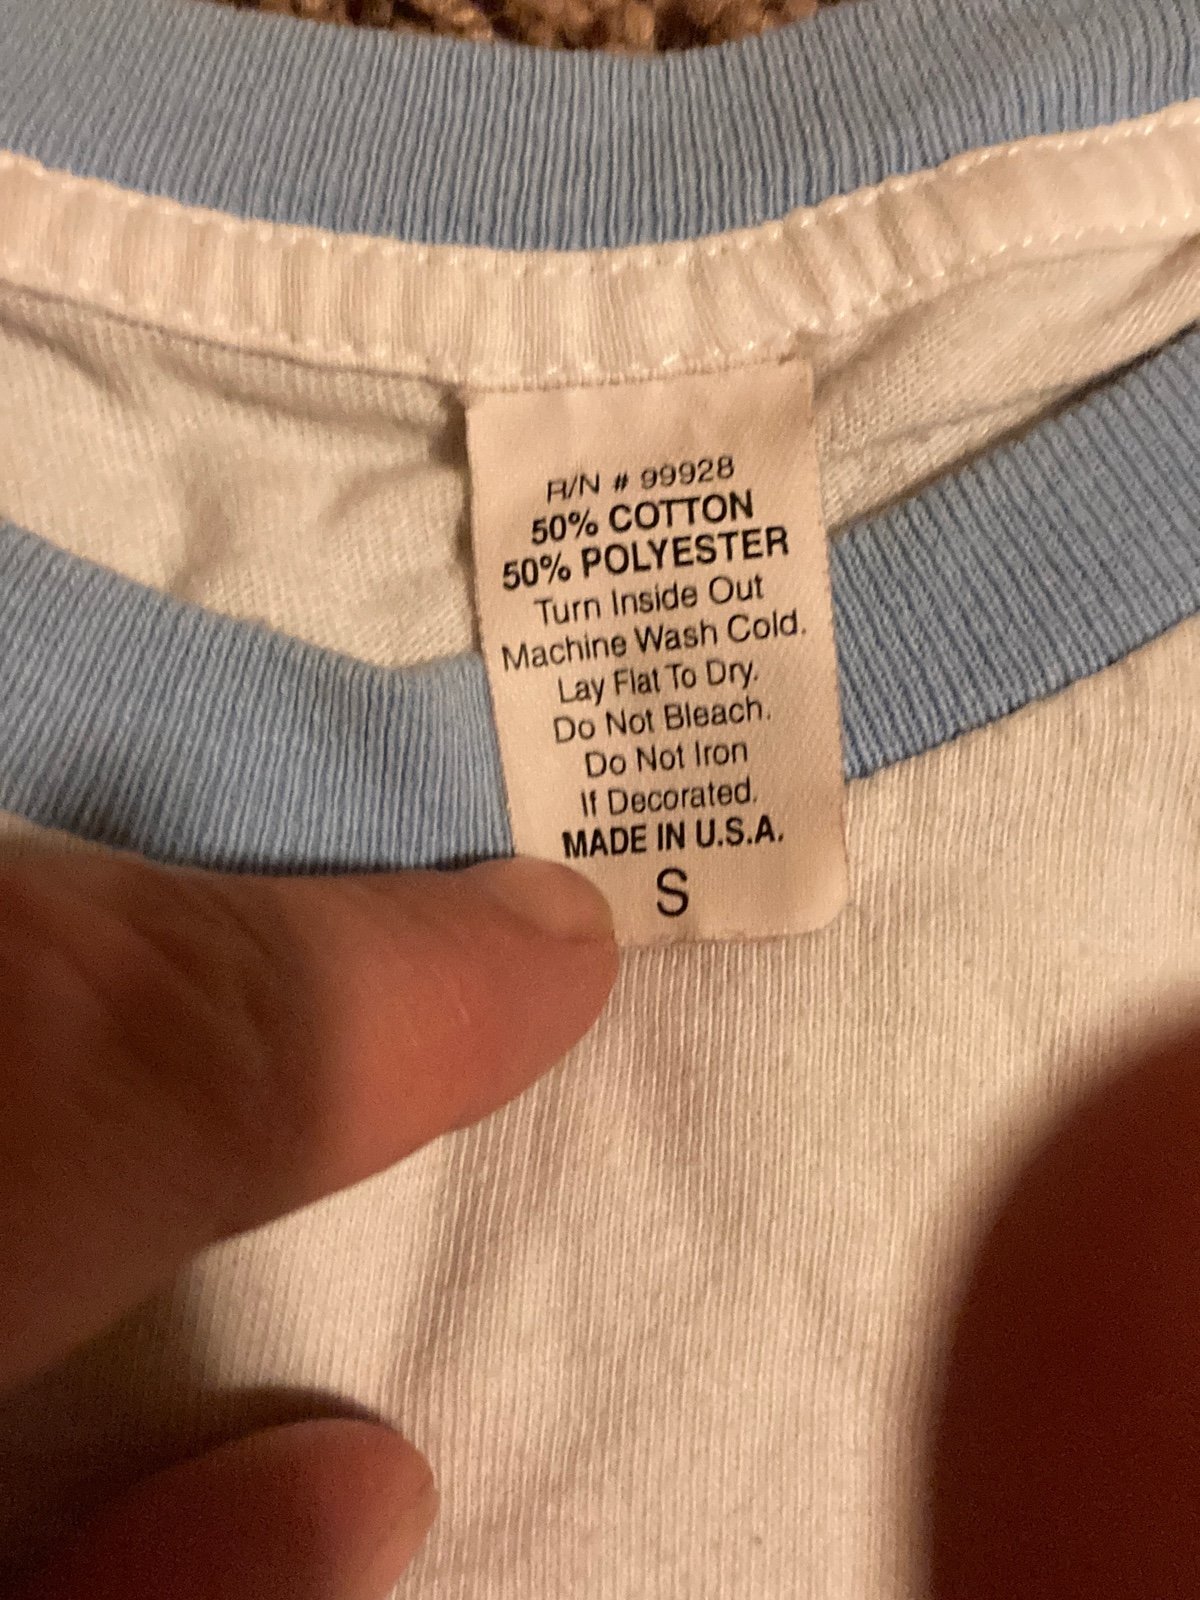 R/N # 99928
50% COTTON
50% POLYESTER
Turn Inside Out
Machine Wash Cold.
Lay Flat To Dry.
Do Not Bleach.
Do Not Iron
If Decorated.
MADE IN U.S.A.
S